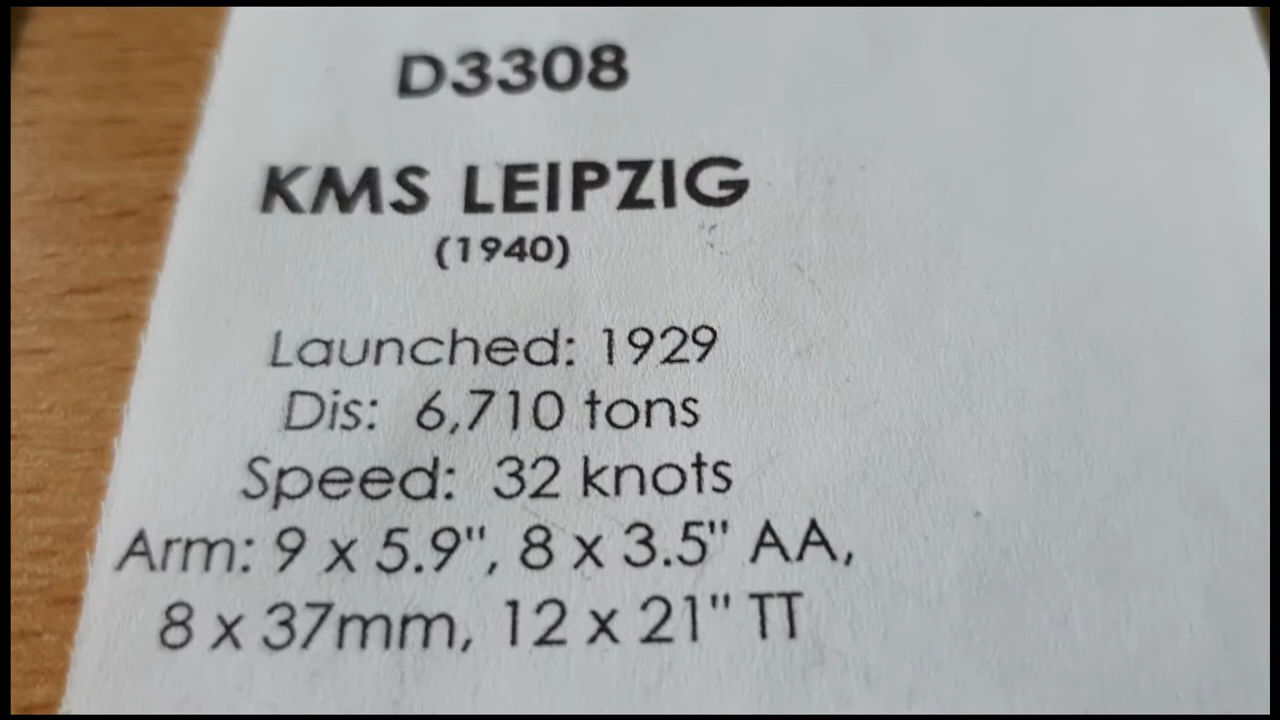 D3308
KMS LEIPZIG
(1940)
Launched: 1929
Dis: 6,710 tons
Speed: 32 knots
Arm: 9 x 5.9", 8 x 3.5" AA,
8 x 37mm, 12 x 21" TT